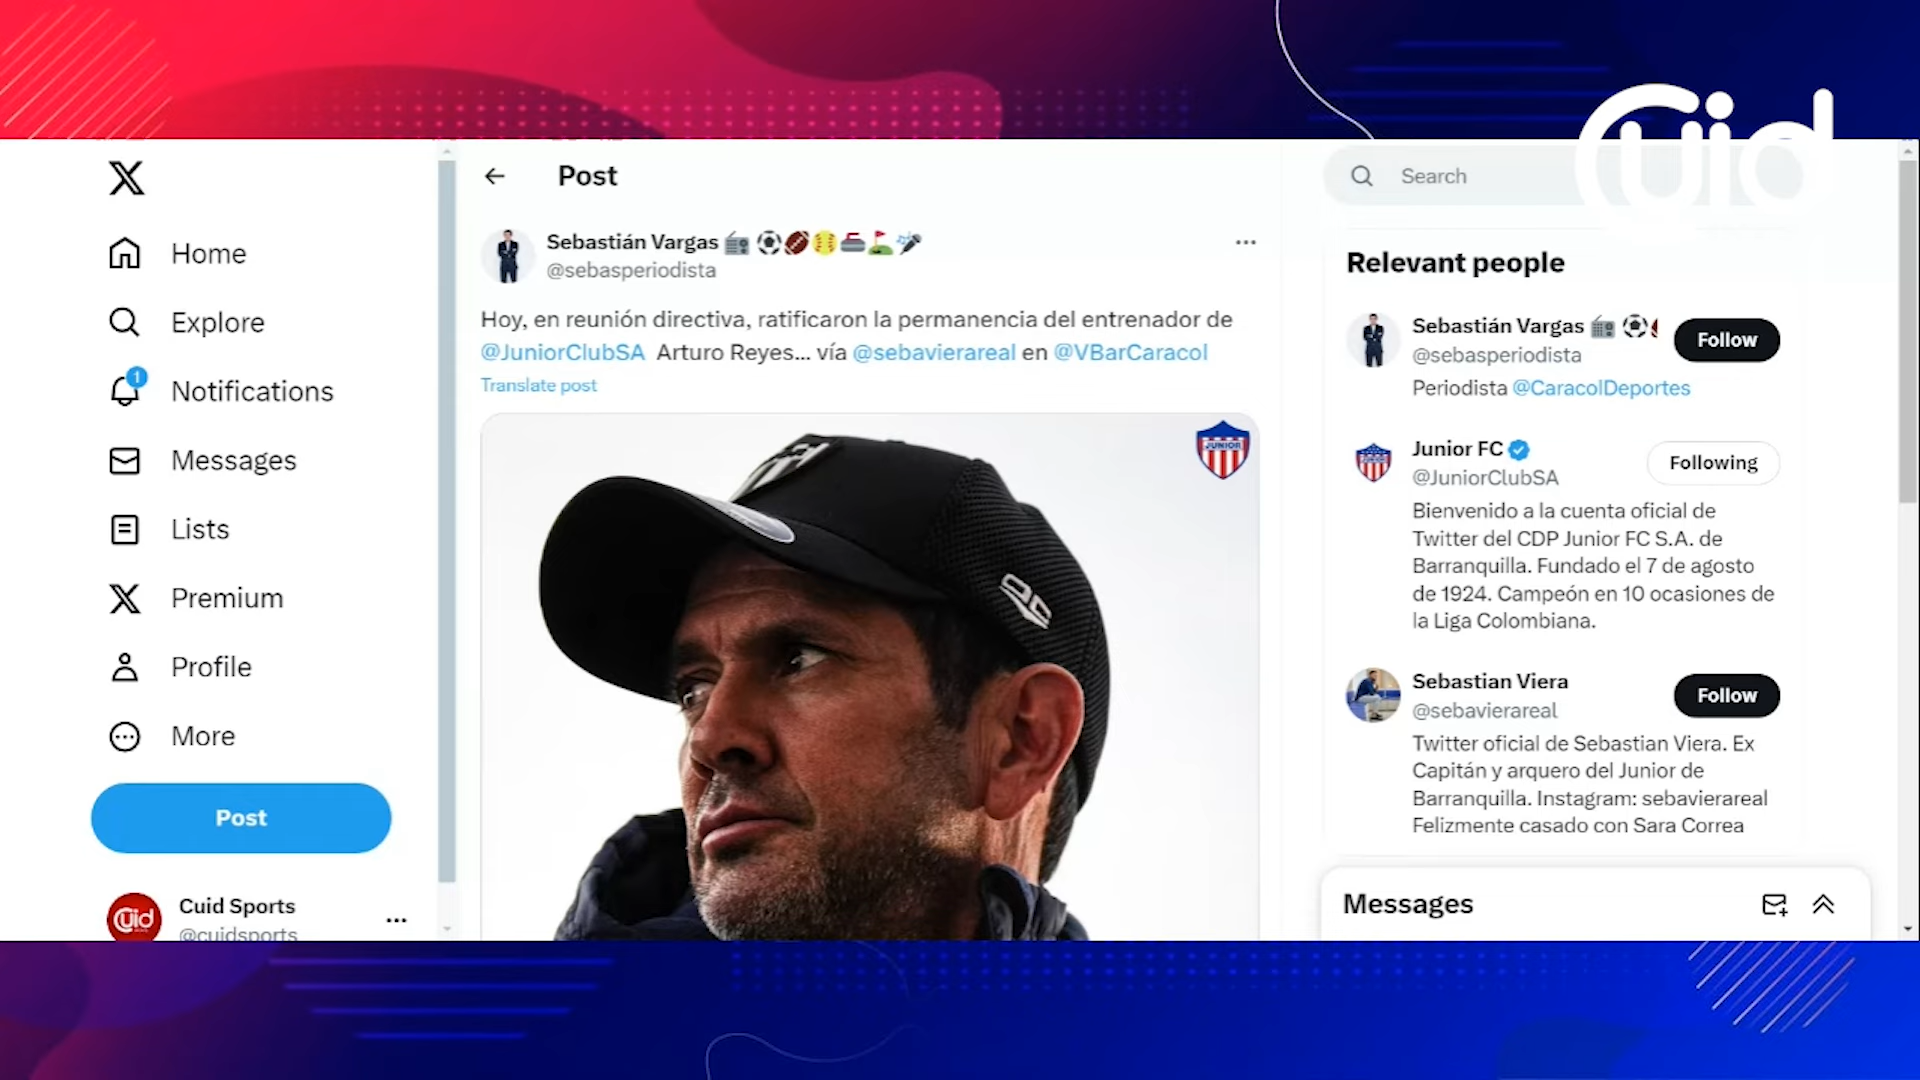 Cuid
Home
Explore
1
Notifications
Messages
Lists
Premium
Profile
More
Post
Cuid
Cuid Sports
@cuidsports
Post
Sebastián Vargas
@sebasperiodista
Hoy, en reunión directiva, ratificaron la permanencia del entrenador de
@JuniorClubSA Arturo Reyes... vía @sebavierareal en @VBarCaracol
Translate post
JUNIOR
Search
Relevant people
Sebastián Vargas
@sebasperiodista
Follow
Periodista @CaracolDeportes
JUNIOR
Junior FC
@JuniorClubSA
Following
Bienvenido a la cuenta oficial de
Twitter del CDP Junior FC S.A. de
Barranquilla. Fundado el 7 de agosto
de 1924. Campeón en 10 ocasiones de
la Liga Colombiana.
Sebastian Viera
@sebavierareal
Follow
Twitter oficial de Sebastian Viera. Ex
Capitán y arquero del Junior de
Barranquilla. Instagram: sebavierareal
Felizmente casado con Sara Correa
Messages